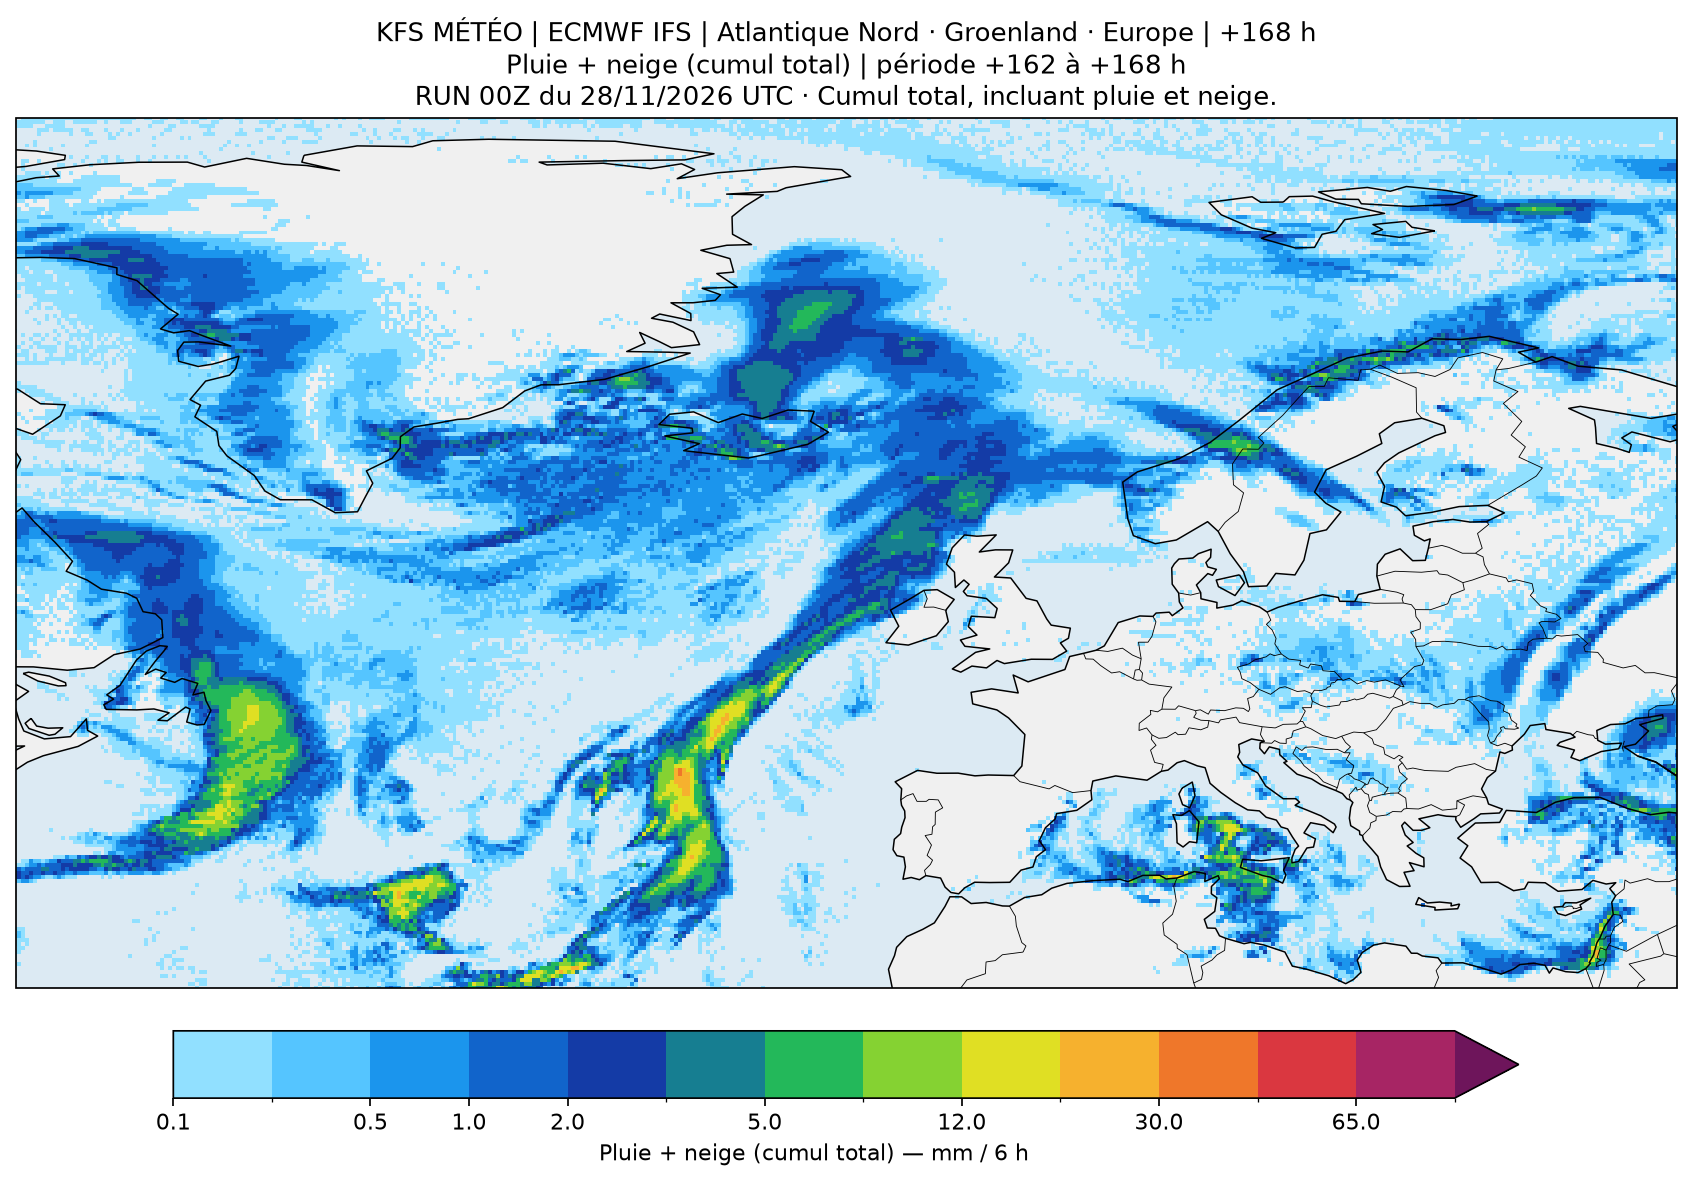 KFS MÉTÉO | ECMWF IFS | Atlantique Nord · Groenland · Europe | +168 h
Pluie + neige (cumul total) | période +162 à +168 h
RUN 00Z du 28/11/2026 UTC · Cumul total, incluant pluie et neige.
0.1 0.5 1.0 2.0 5.0 12.0 30.0 65.0
Pluie + neige (cumul total) — mm / 6 h